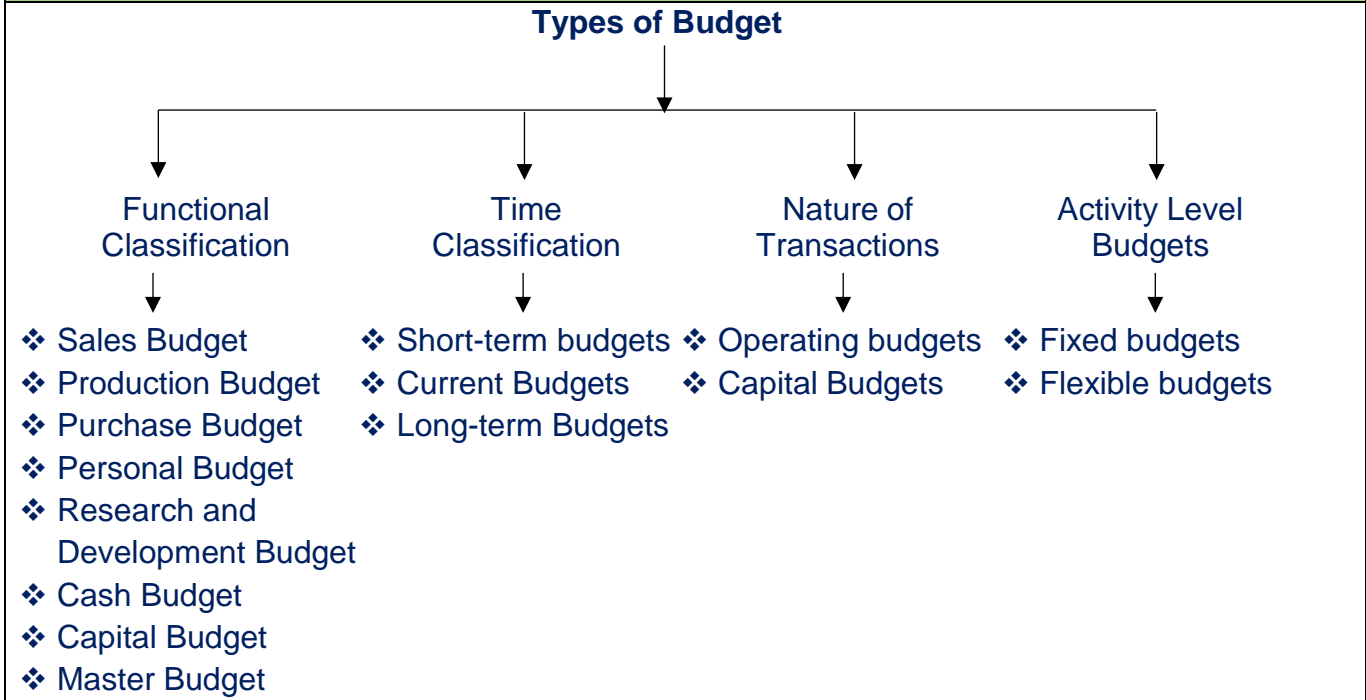 Types of Budget
Functional
Classification
Time
Classification
Nature of
Transactions
Activity Level
Budgets
❖ Sales Budget
❖ Production Budget
❖ Purchase Budget
❖ Personal Budget
❖ Research and
Development Budget
❖ Cash Budget
❖ Capital Budget
❖ Master Budget
❖ Short-term budgets
❖ Current Budgets
❖ Long-term Budgets
❖ Operating budgets
❖ Capital Budgets
❖ Fixed budgets
❖ Flexible budgets